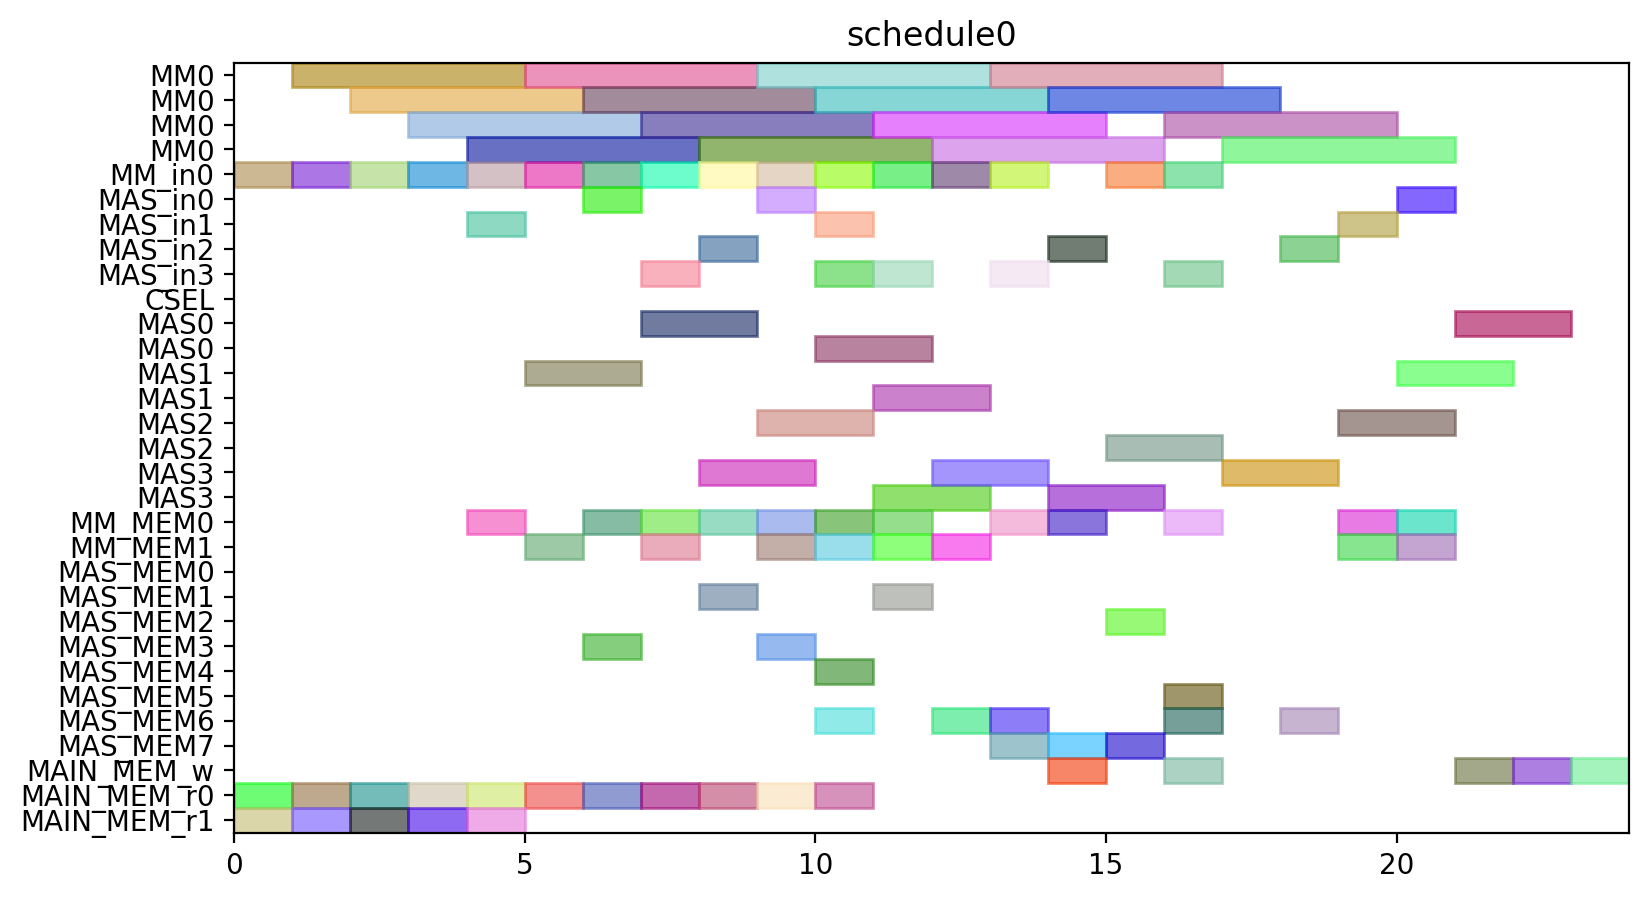 schedule0
MM0
MM0
MM0
MM0
MM_in0
MAS_in0
MAS_in1
MAS_in2
MAS_in3
CSEL
MAS0
MAS0
MAS1
MAS1
MAS2
MAS2
MAS3
MAS3
MM_MEM0
MM_MEM1
MAS_MEM0
MAS_MEM1
MAS_MEM2
MAS_MEM3
MAS_MEM4
MAS_MEM5
MAS_MEM6
MAS_MEM7
MAIN_MEM_w
MAIN_MEM_r0
MAIN_MEM_r1
0 5 10 15 20